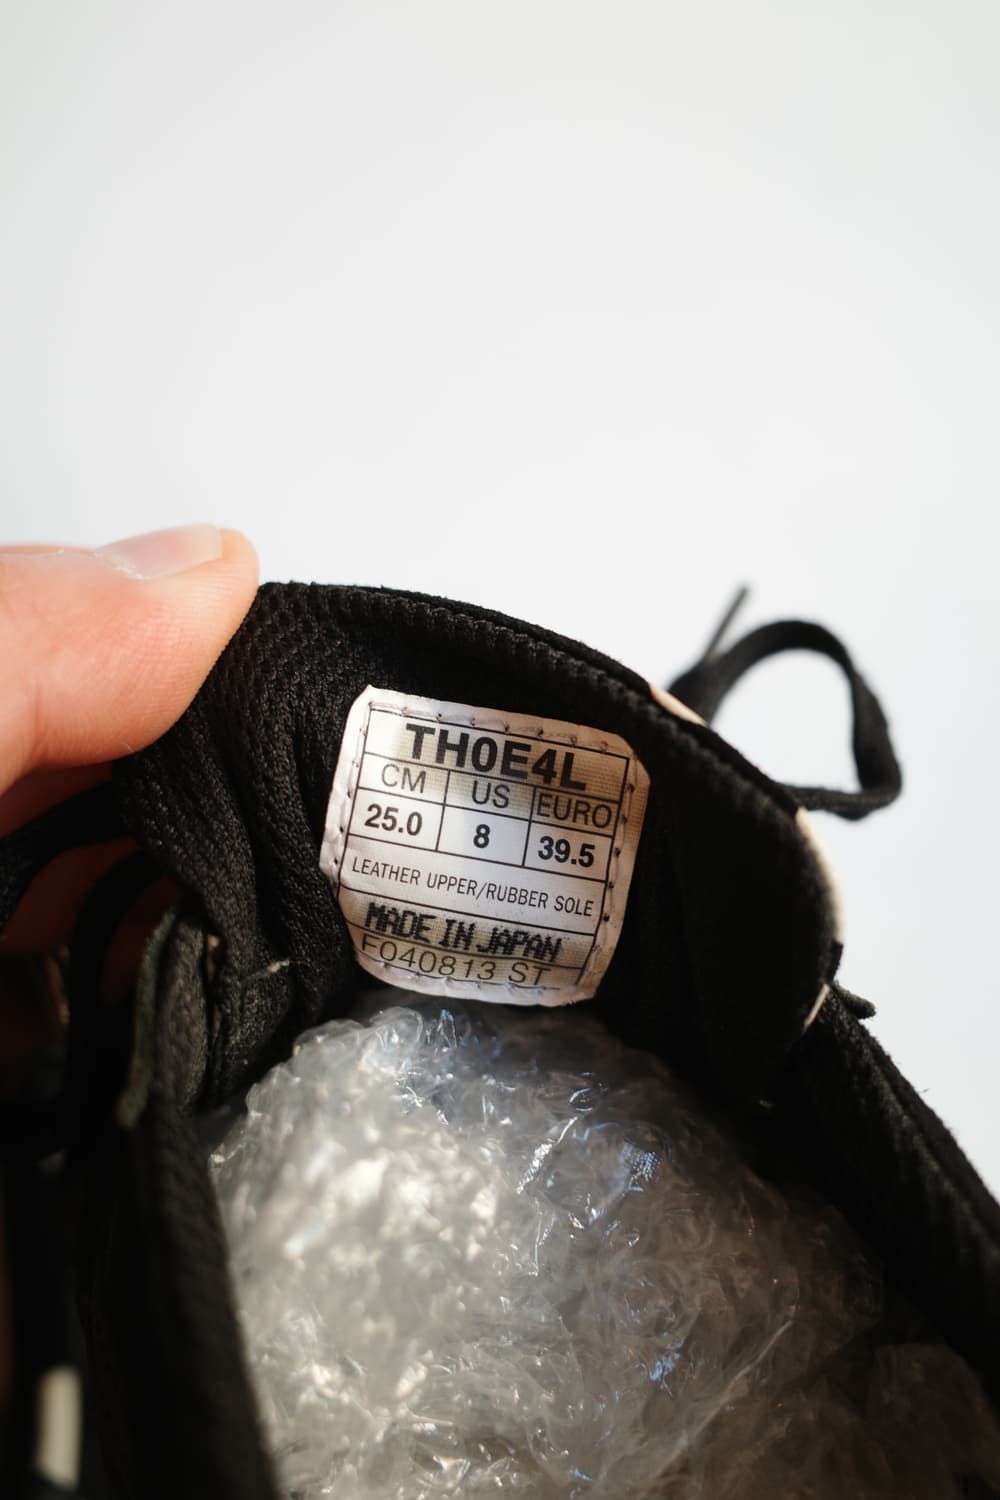 TH0E4L
CM US EURO
25.0 8 39.5
LEATHER UPPER/RUBBER SOLE
MADE IN JAPAN
F040813 ST